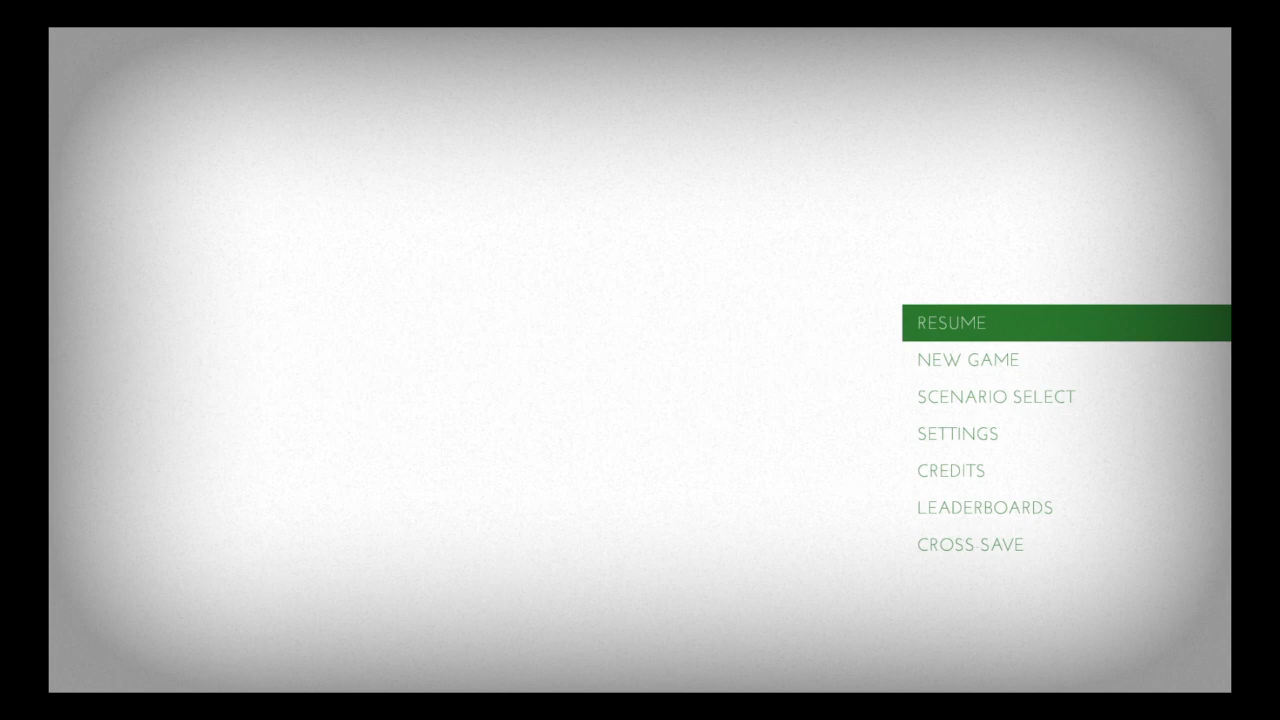 RESUME
NEW GAME
SCENARIO SELECT
SETTINGS
CREDITS
LEADERBOARDS
CROSS SAVE